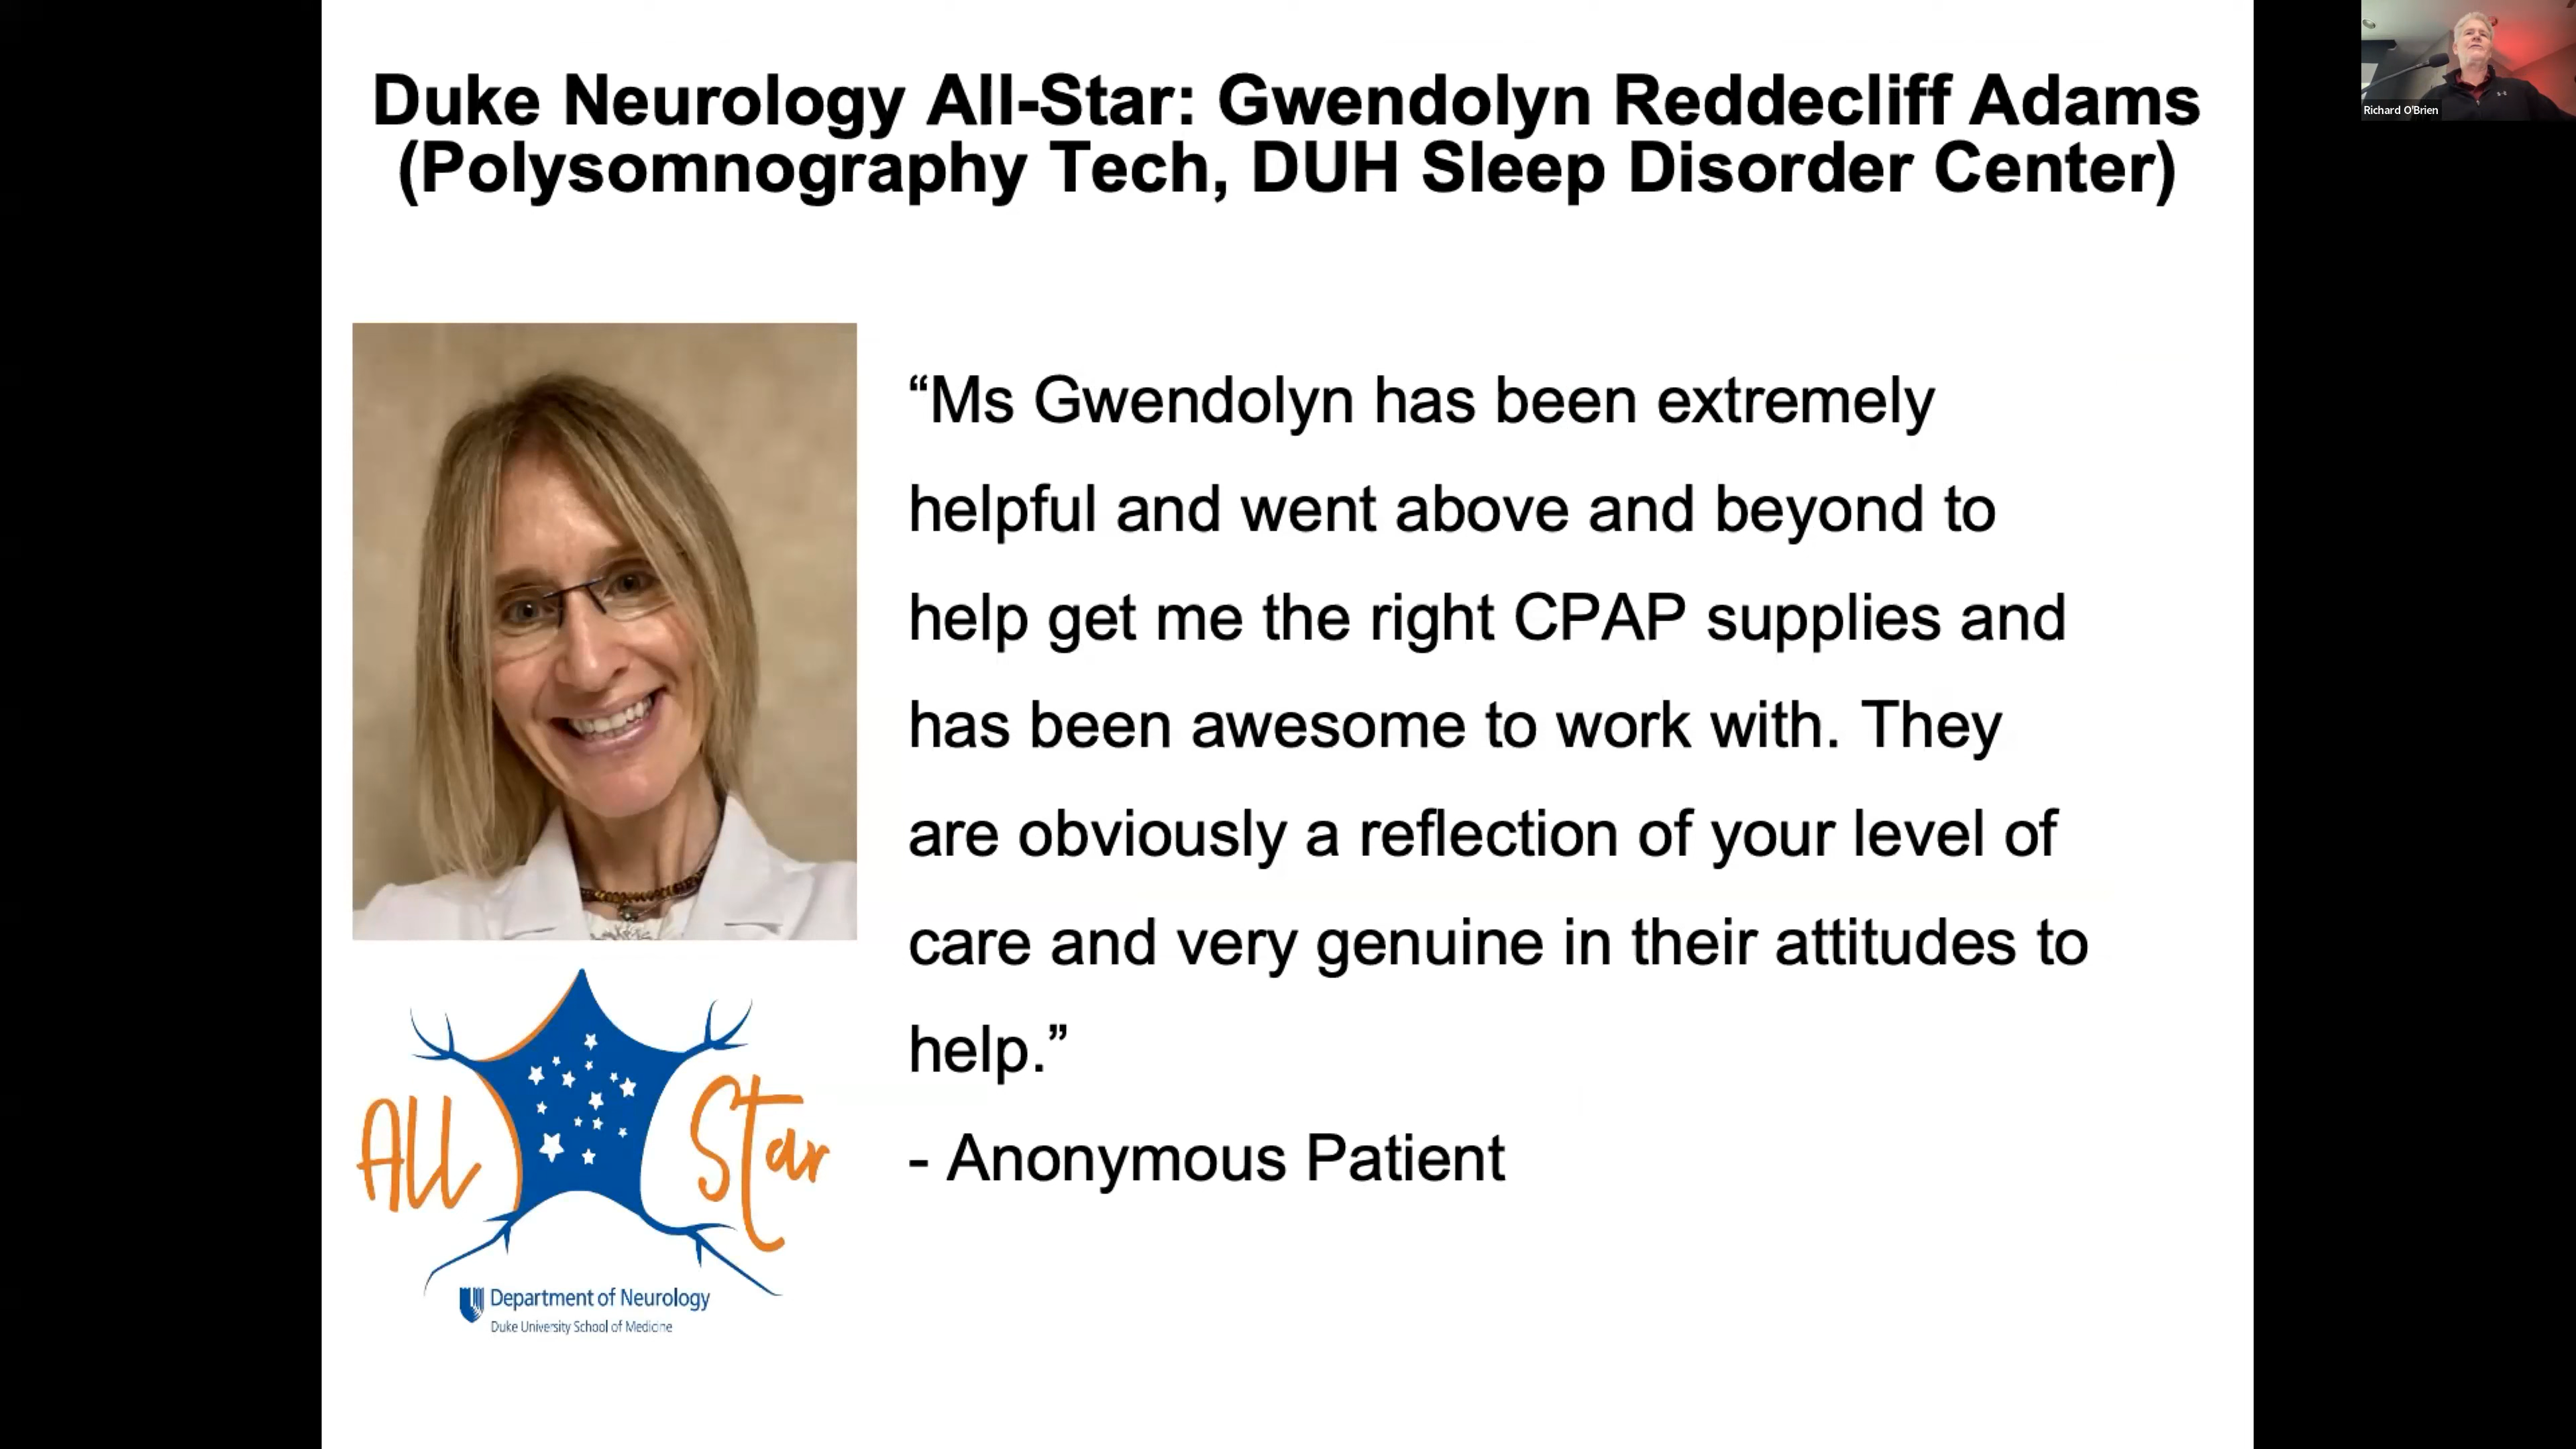 Duke Neurology All-Star: Gwendolyn Reddecliff Adams
(Polysomnography Tech, DUH Sleep Disorder Center)
Richard O'Brien
“Ms Gwendolyn has been extremely
helpful and went above and beyond to
help get me the right CPAP supplies and
has been awesome to work with. They
are obviously a reflection of your level of
care and very genuine in their attitudes to
help.”
- Anonymous Patient
All Star
Department of Neurology
Duke University School of Medicine